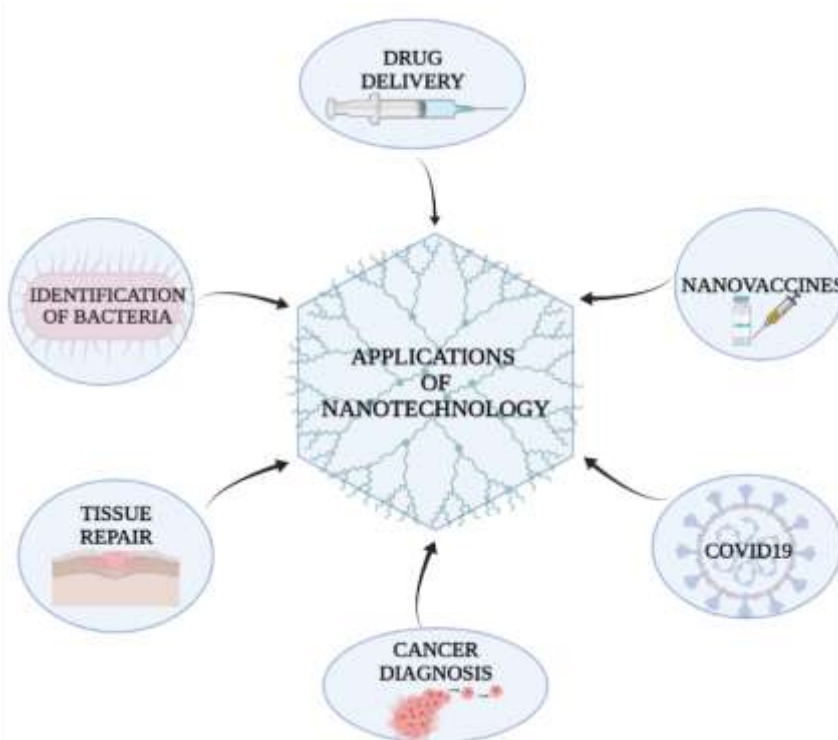 DRUG
DELIVERY
IDENTIFICATION
OF BACTERIA
NANOVACCINES
APPLICATIONS
OF
NANOTECHNOLOGY
TISSUE
REPAIR
COVID19
CANCER
DIAGNOSIS